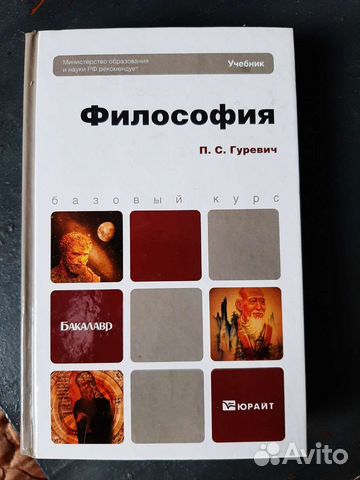 Министерство образования
и науки РФ рекомендует
Учебник
Философия
П. С. Гуревич
базовый курс
БАКАЛАВР
ЮРАЙТ
Avito